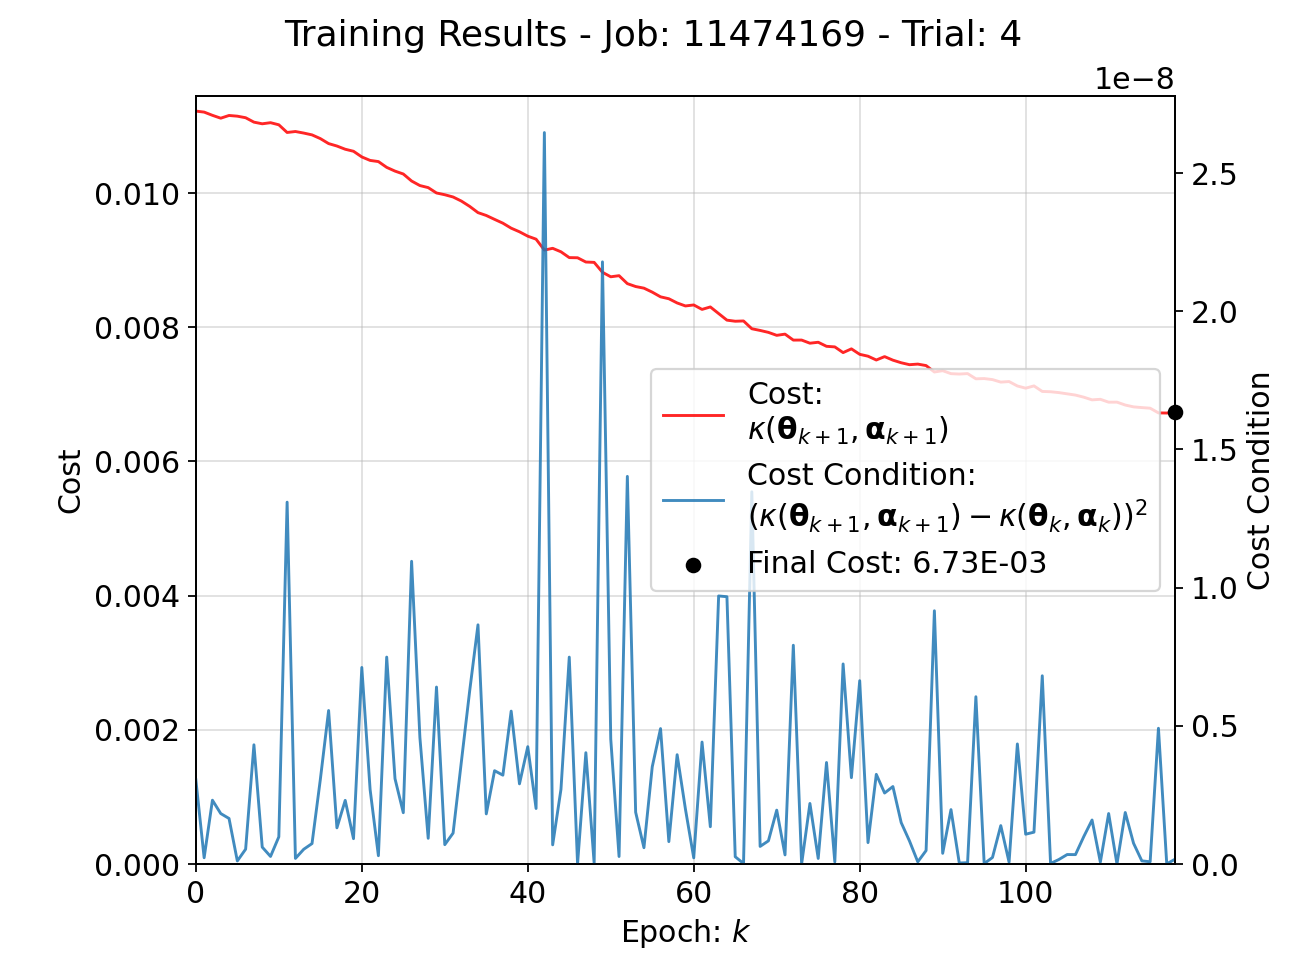 Training Results - Job: 11474169 - Trial: 4
1e−8
Cost
0.010
0.008
0.006
0.004
0.002
0.000
2.5
2.0
1.5
1.0
0.5
0.0
Cost Condition
Cost:
κ(𝛉ₖ₊₁, 𝛂ₖ₊₁)
Cost Condition:
(κ(𝛉ₖ₊₁, 𝛂ₖ₊₁) − κ(𝛉ₖ, 𝛂ₖ))²
Final Cost: 6.73E-03
0 20 40 60 80 100
Epoch: k